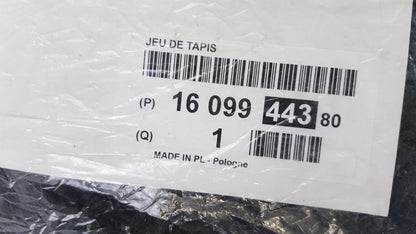 JEU DE TAPIS
(P) 16 099 443 80
(Q) 1
MADE IN PL - Pologne